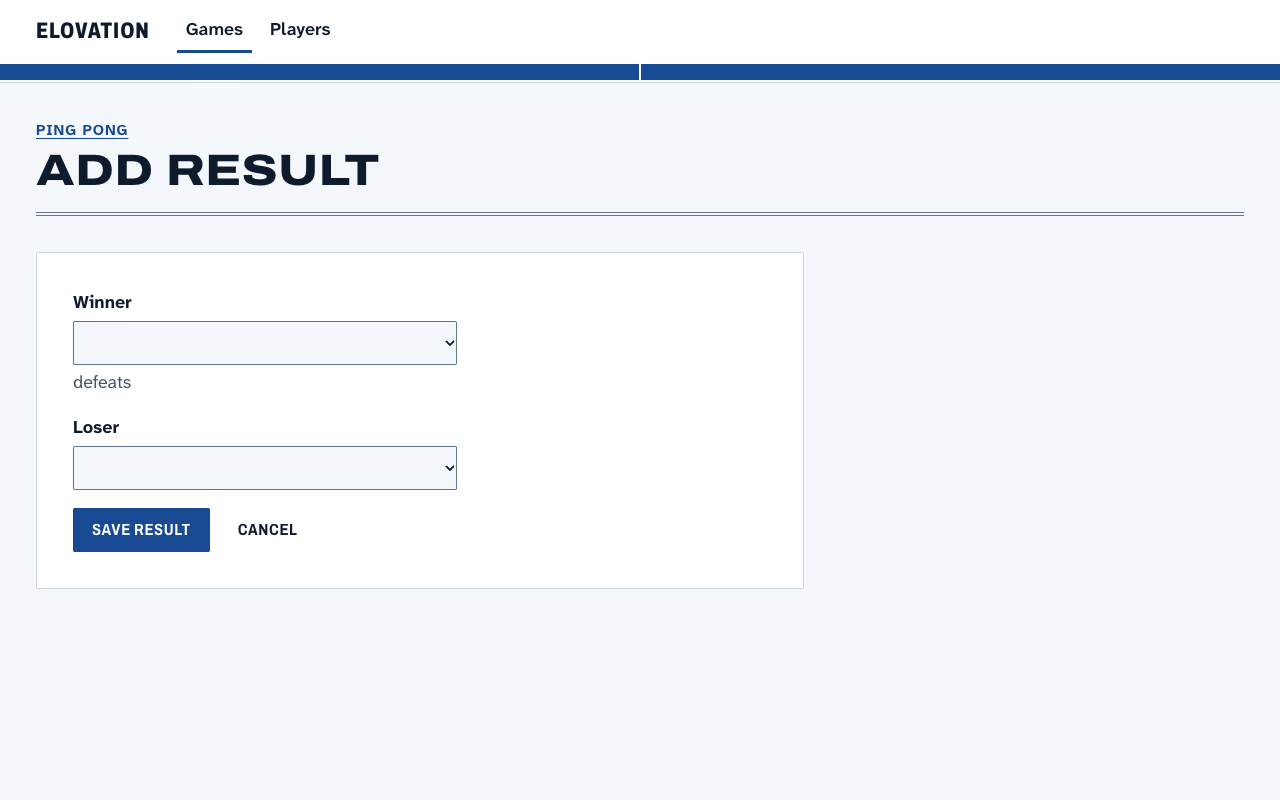 ELOVATION Games Players
PING PONG
ADD RESULT
Winner
defeats
Loser
SAVE RESULT CANCEL